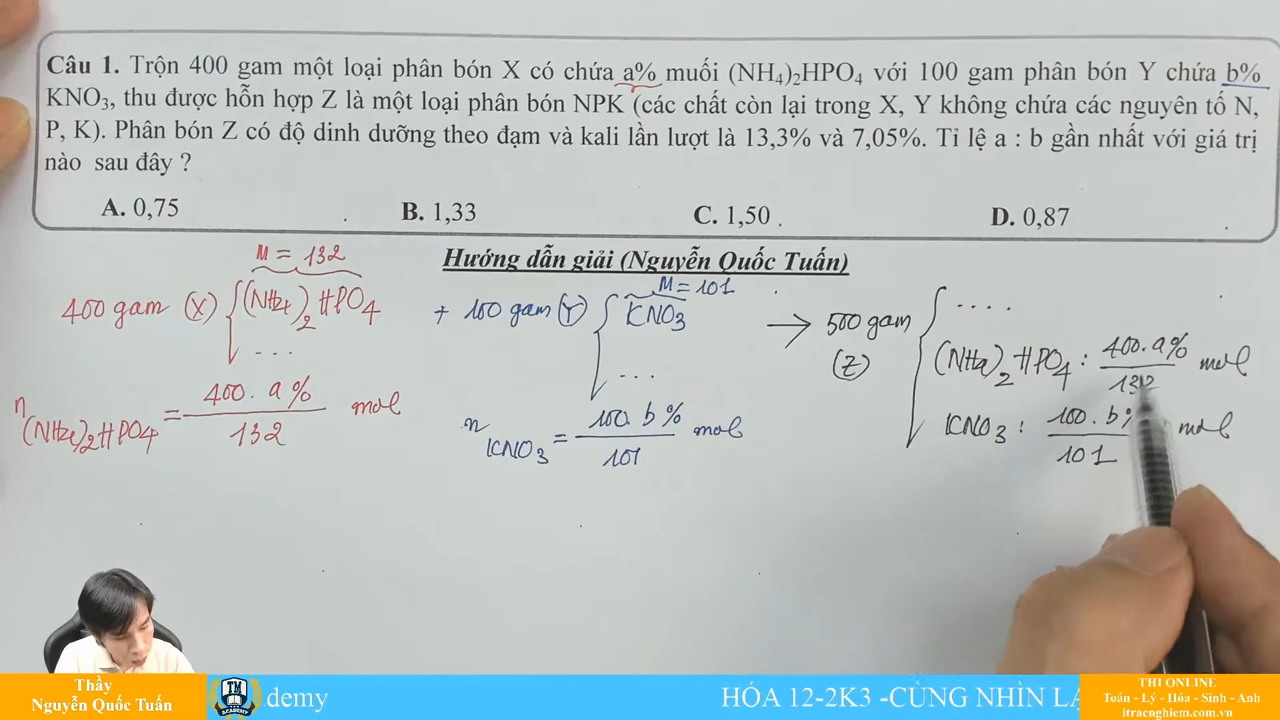 Câu 1. Trộn 400 gam một loại phân bón X có chứa a% muối (NH₄)₂HPO₄ với 100 gam phân bón Y chứa b%
KNO₃, thu được hỗn hợp Z là một loại phân bón NPK (các chất còn lại trong X, Y không chứa các nguyên tố N,
P, K). Phân bón Z có độ dinh dưỡng theo đạm và kali lần lượt là 13,3% và 7,05%. Tỉ lệ a : b gần nhất với giá trị
nào sau đây ?
A. 0,75 B. 1,33 C. 1,50 . D. 0,87
Hướng dẫn giải (Nguyễn Quốc Tuấn)
M = 132
400 gam (X) { (NH₄)₂HPO₄
...
n (NH₄)₂HPO₄ = 400. a% / 132 mol
M = 101
+ 100 gam (Y) { KNO₃
...
n KNO₃ = 100. b% / 101 mol
→ 500 gam (Z) { ....
(NH₄)₂HPO₄ : 400. a% / 132 mol
KNO₃ : 100. b% / 101 mol
Thầy
Nguyễn Quốc Tuấn
TM
ACADEMY
demy
HÓA 12-2K3 -CÙNG NHÌN LẠ
THI ONLINE
Toán - Lý - Hóa - Sinh - Anh
itracnghiem.com.vn